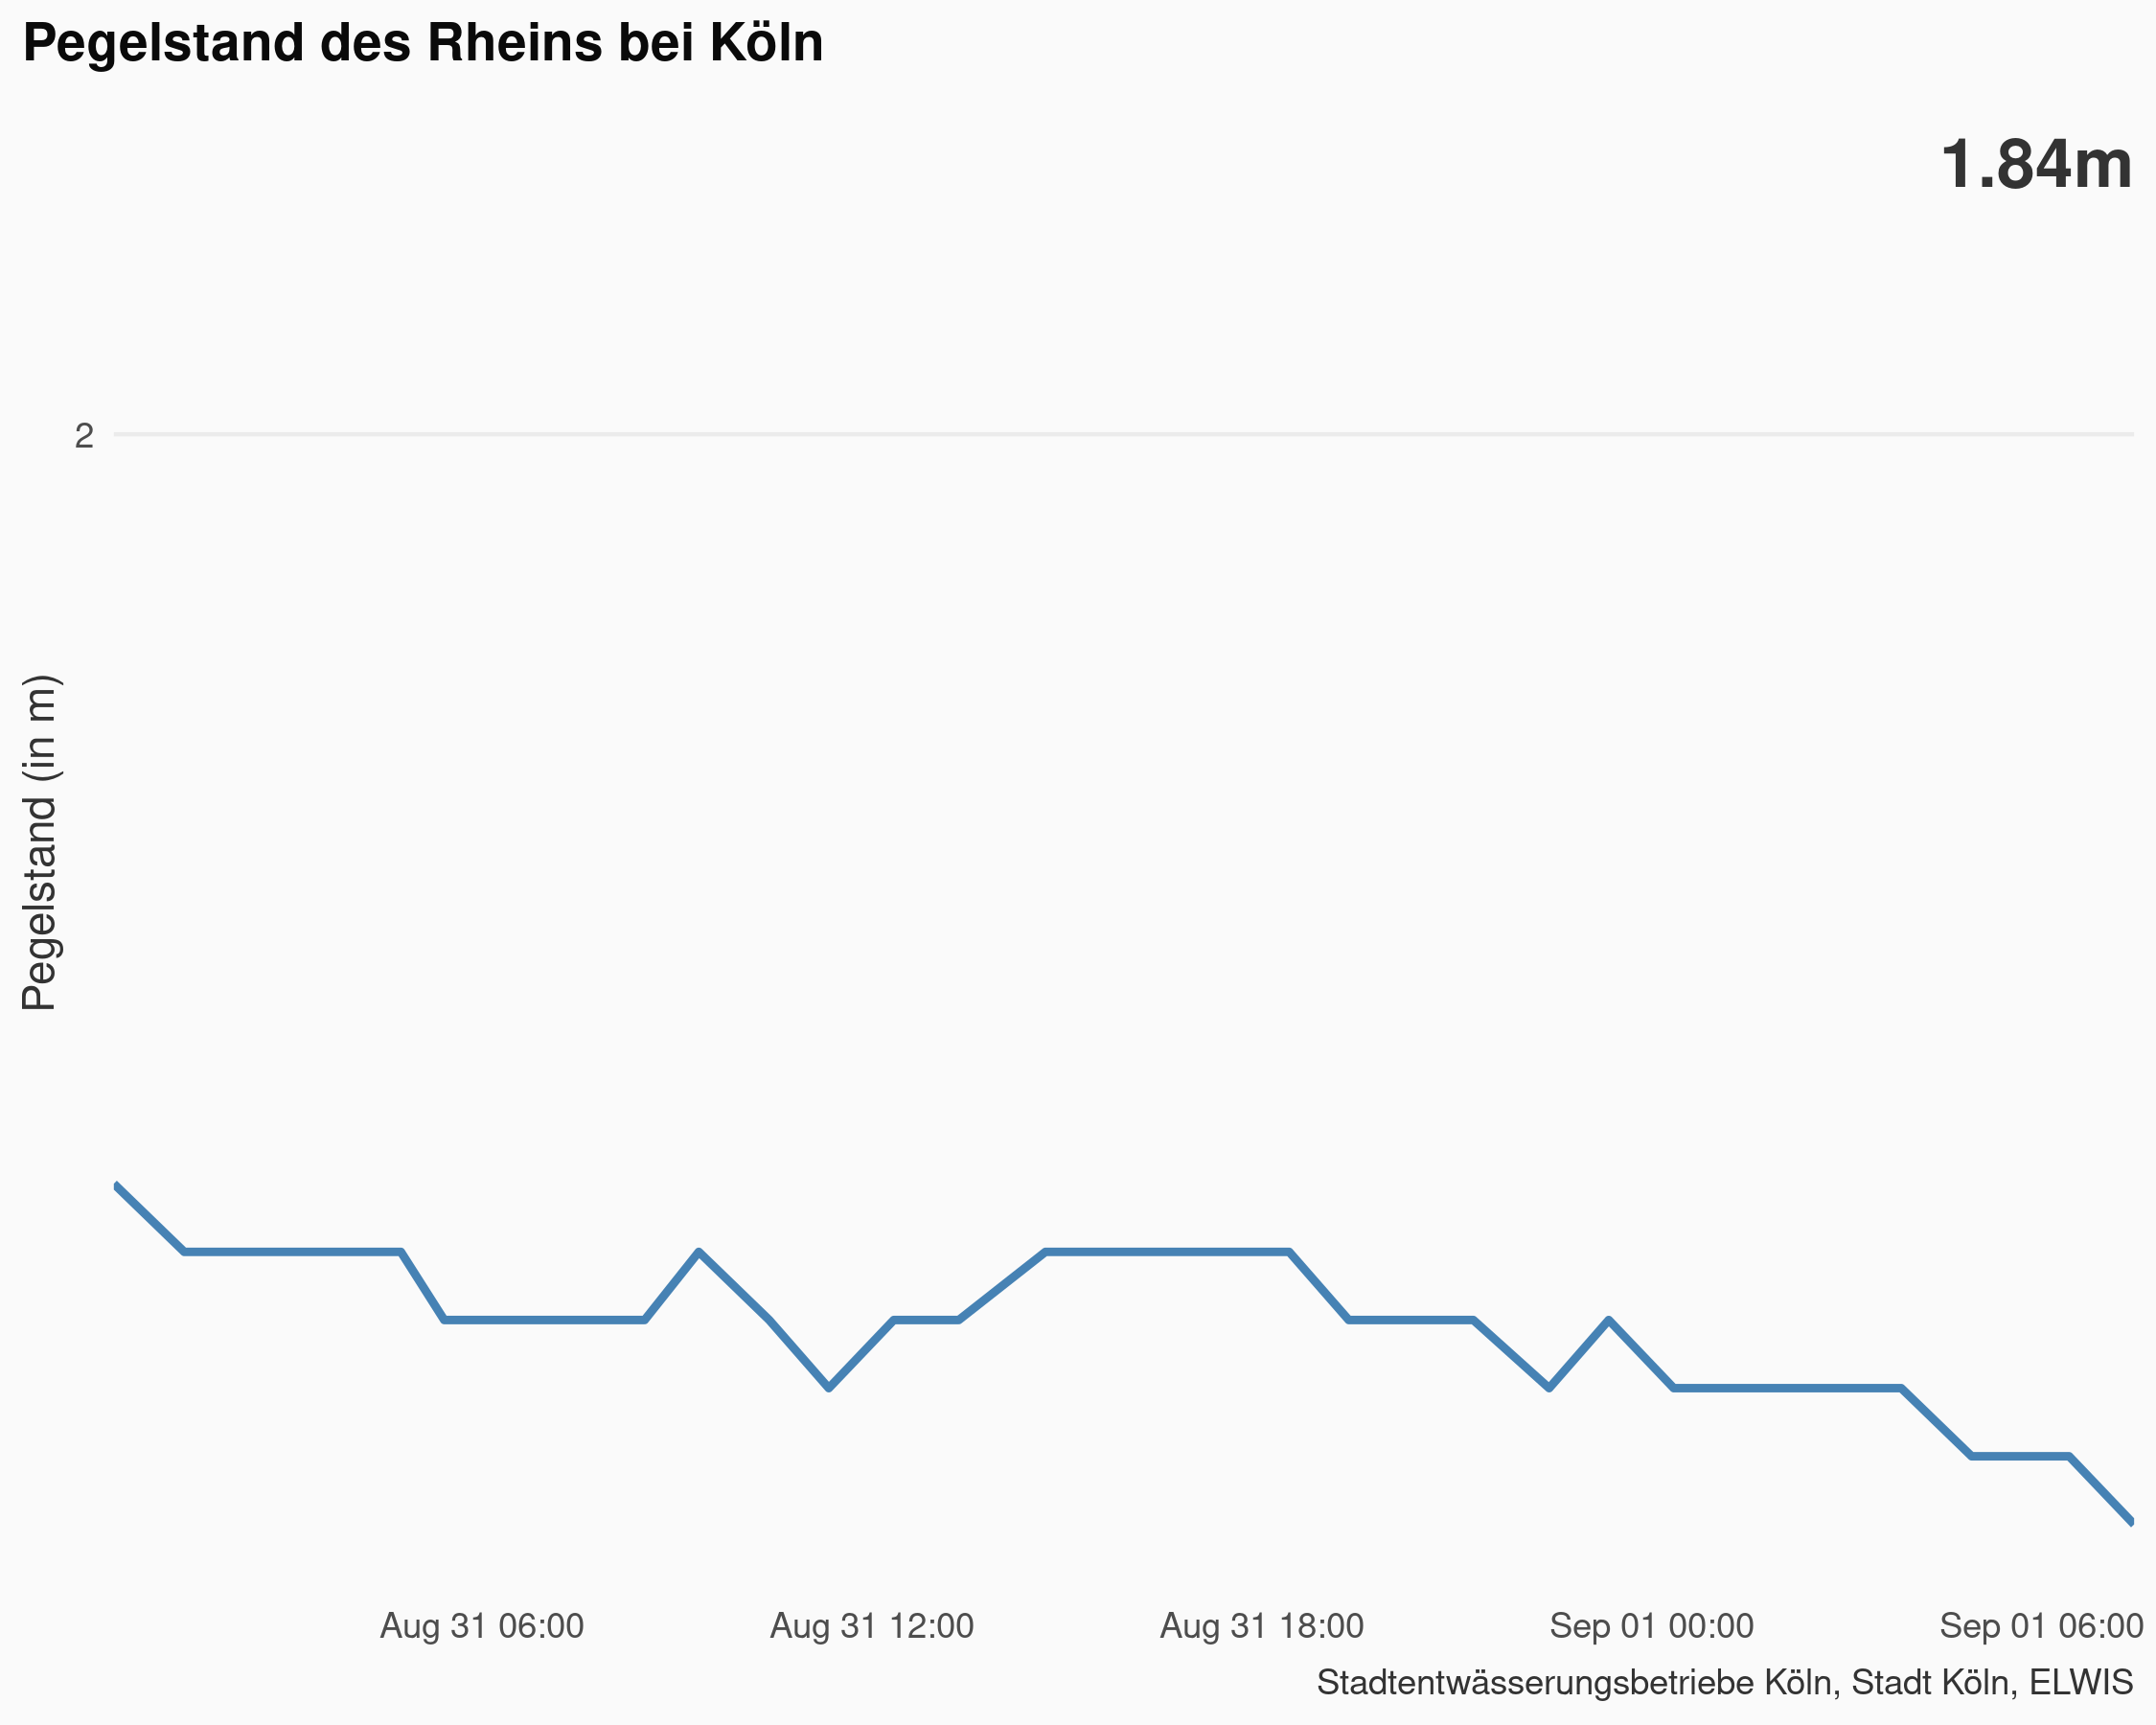 Pegelstand des Rheins bei Köln
1.84m
2
Pegelstand (in m)
Aug 31 06:00 Aug 31 12:00 Aug 31 18:00 Sep 01 00:00 Sep 01 06:00
Stadtentwässerungsbetriebe Köln, Stadt Köln, ELWIS